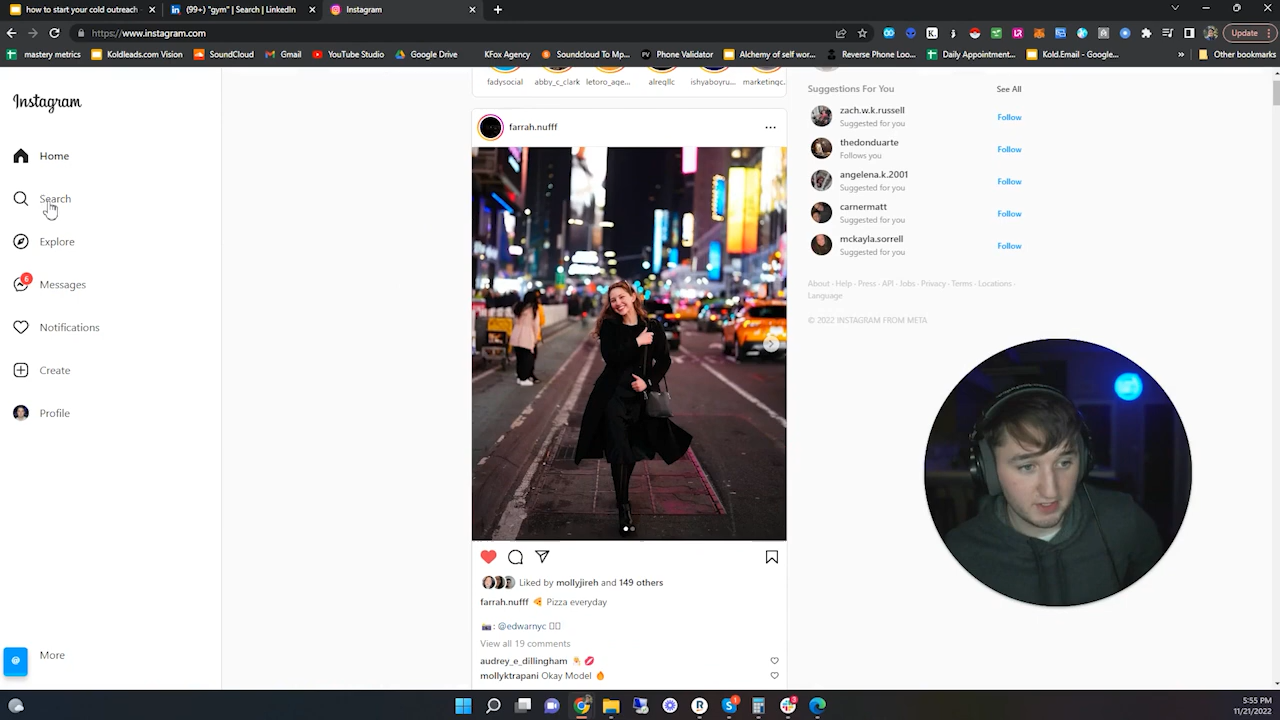 how to start your cold outreach
(99+) "gym" | Search | LinkedIn
Instagram
https://www.instagram.com
Update
mastery metrics
Koldleads.com Vision
SoundCloud
Gmail
YouTube Studio
Google Drive
KFox Agency
Soundcloud To Mp...
Phone Validator
Alchemy of self wor...
Reverse Phone Loo...
Daily Appointment...
Kold.Email - Google...
Other bookmarks
Instagram
Home
Search
Explore
6
Messages
Notifications
Create
Profile
More
fadysocial
abby_c_clark
letoro_age...
alreqllc
ishyaboyru...
marketingc...
farrah.nufff
Liked by mollyjireh and 149 others
farrah.nufff 🍕 Pizza everyday
📸: @edwarnyc
View all 19 comments
audrey_e_dillingham 💋
mollyktrapani Okay Model 🔥
Suggestions For You
See All
zach.w.k.russell
Suggested for you
Follow
thedonduarte
Follows you
Follow
angelena.k.2001
Suggested for you
Follow
carnermatt
Suggested for you
Follow
mckayla.sorrell
Suggested for you
Follow
About · Help · Press · API · Jobs · Privacy · Terms · Locations ·
Language
© 2022 INSTAGRAM FROM META
5:55 PM
11/21/2022